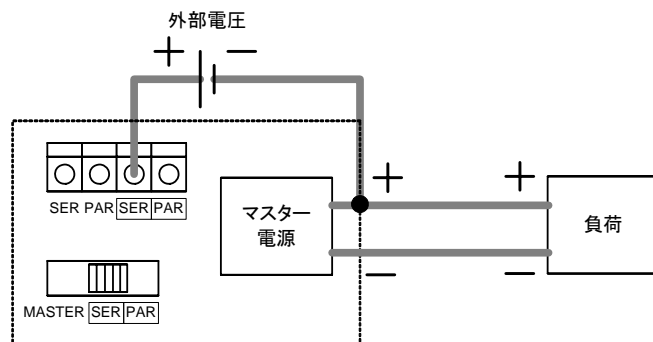 外部電圧
+ −
SER PAR SER PAR
マスター
電源
+ +
負荷
− −
MASTER SER PAR